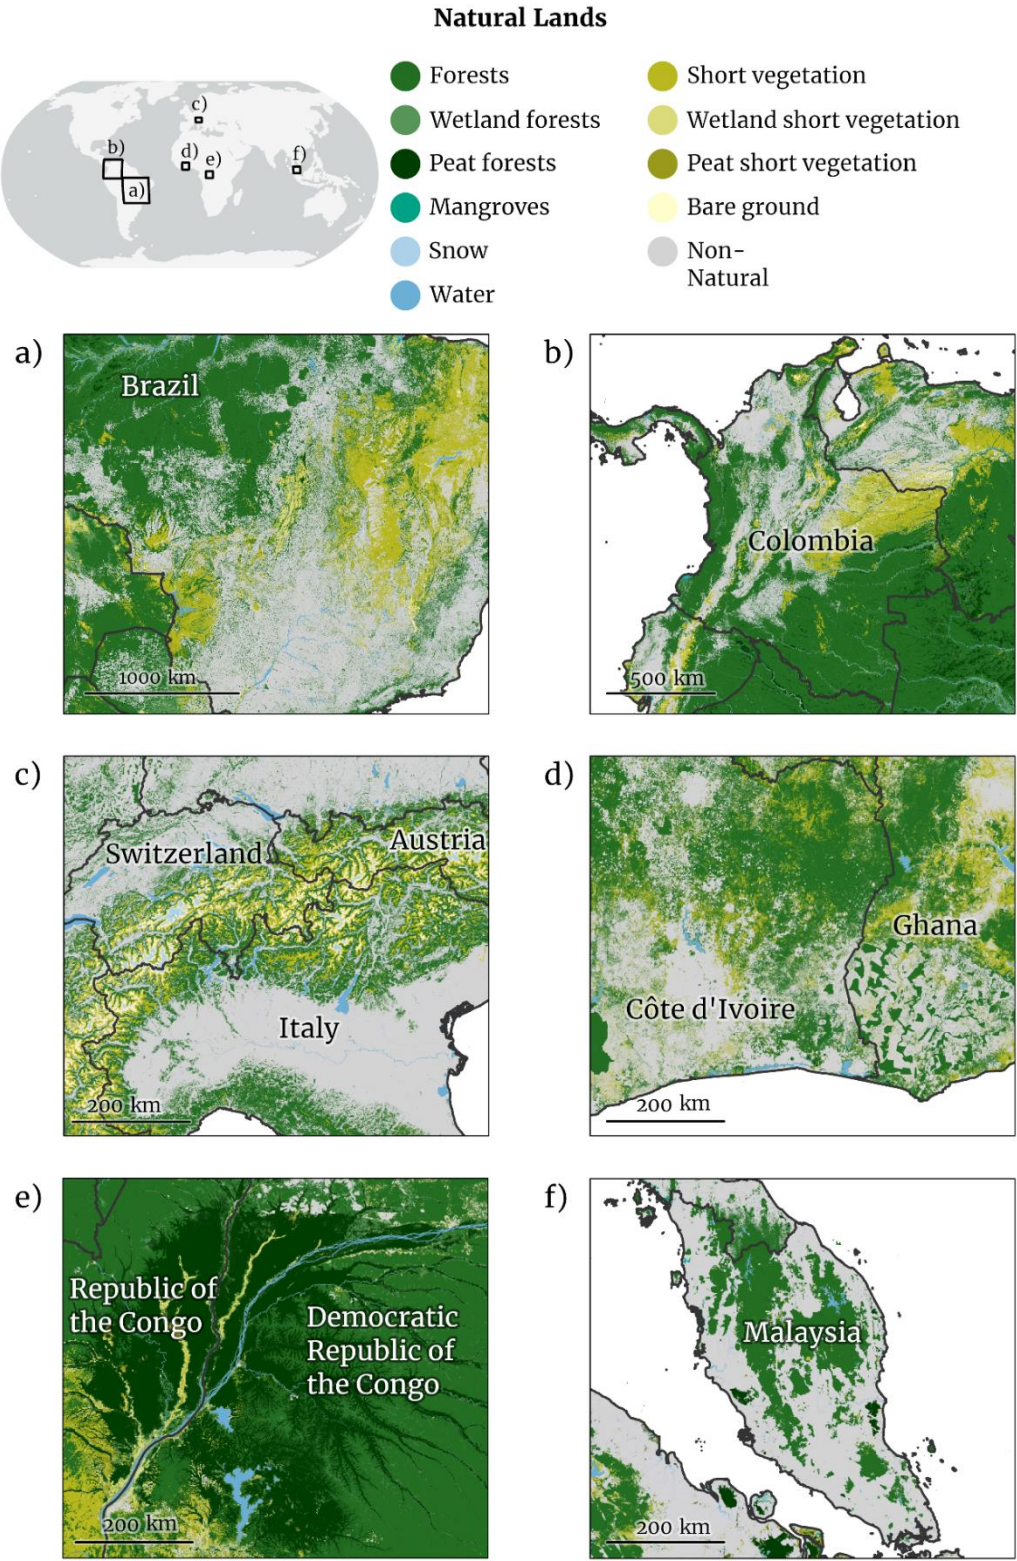 Natural Lands
Forests
Wetland forests
Peat forests
Mangroves
Snow
Water
Short vegetation
Wetland short vegetation
Peat short vegetation
Bare ground
Non-
Natural
c)
b)
d)
e)
f)
a)
a)
Brazil
1000 km
b)
Colombia
500 km
c)
Switzerland
Austria
Italy
200 km
d)
Ghana
Côte d'Ivoire
200 km
e)
Republic of
the Congo
Democratic
Republic of
the Congo
200 km
f)
Malaysia
200 km